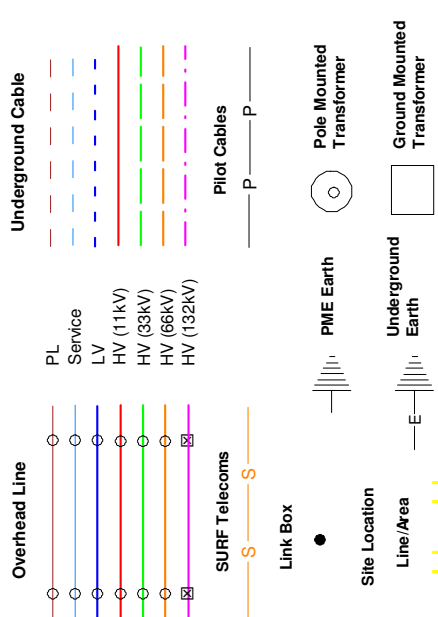 Overhead Line
Underground Cable
PL
Service
LV
HV (11kV)
HV (33kV)
HV (66kV)
HV (132kV)
SURF Telecoms
S S
Pilot Cables
P P
Link Box
PME Earth
Pole Mounted
Transformer
Site Location
Line/Area
E
Underground
Earth
Ground Mounted
Transformer